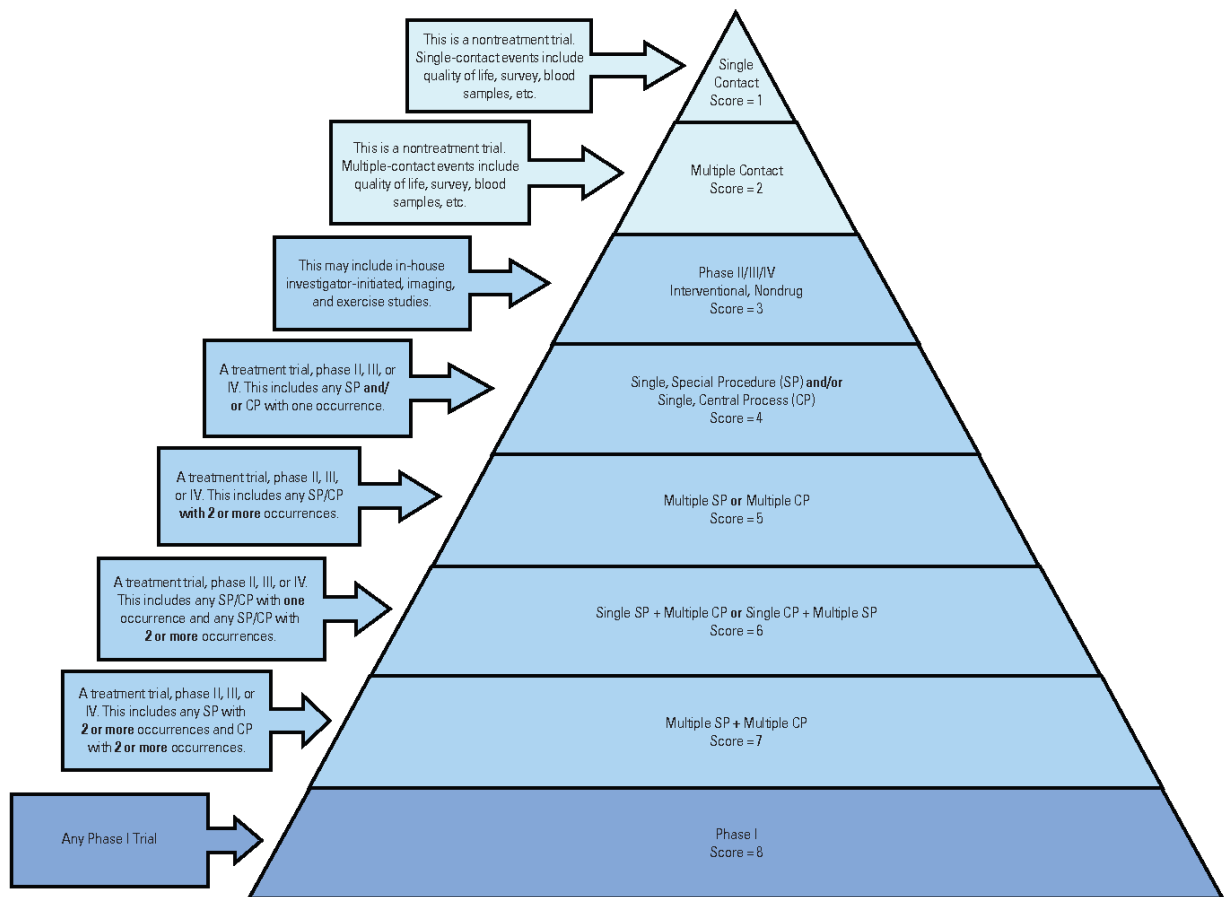 This is a nontreatment trial.
Single-contact events include
quality of life, survey, blood
samples, etc.
Single
Contact
Score = 1
This is a nontreatment trial.
Multiple-contact events include
quality of life, survey, blood
samples, etc.
Multiple Contact
Score = 2
This may include in-house
investigator-initiated, imaging,
and exercise studies.
Phase II/III/IV
Interventional, Nondrug
Score = 3
A treatment trial, phase II, III, or
IV. This includes any SP and/
or CP with one occurrence.
Single, Special Procedure (SP) and/or
Single, Central Process (CP)
Score = 4
A treatment trial, phase II, III,
or IV. This includes any SP/CP
with 2 or more occurrences.
Multiple SP or Multiple CP
Score = 5
A treatment trial, phase II, III, or IV.
This includes any SP/CP with one
occurrence and any SP/CP with
2 or more occurrences.
Single SP + Multiple CP or Single CP + Multiple SP
Score = 6
A treatment trial, phase II, III, or
IV. This includes any SP with
2 or more occurrences and CP
with 2 or more occurrences.
Multiple SP + Multiple CP
Score = 7
Any Phase I Trial
Phase I
Score = 8